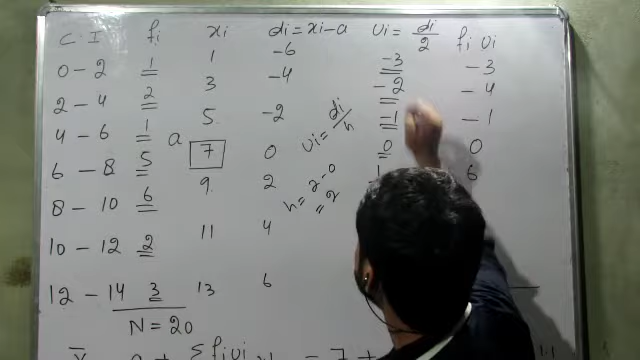 C.I fi xi di=xi-a ui=di/2 fiui
0-2 1 1 -6 -3 -3
2-4 2 3 -4 -2 -4
4-6 1 5 -2 -1 -1
a
6-8 5 7 0 0 0
8-10 6 9 2 1 6
10-12 2 11 4
12-14 3 13 6
N=20
ui=di/h
h=2-0
=2